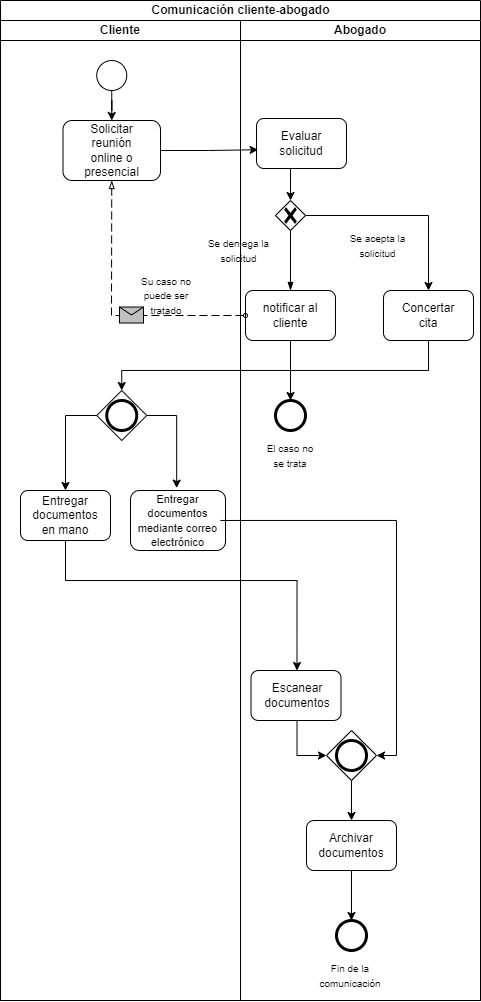 Comunicación cliente-abogado
Cliente
Abogado
Solicitar
reunión
online o
presencial
Evaluar
solicitud
Se deniega la
solicitud
Se acepta la
solicitud
Su caso no
puede ser
tratado
notificar al
cliente
Concertar
cita
El caso no
se trata
Entregar
documentos
en mano
Entregar
documentos
mediante correo
electrónico
Escanear
documentos
Archivar
documentos
Fin de la
comunicación